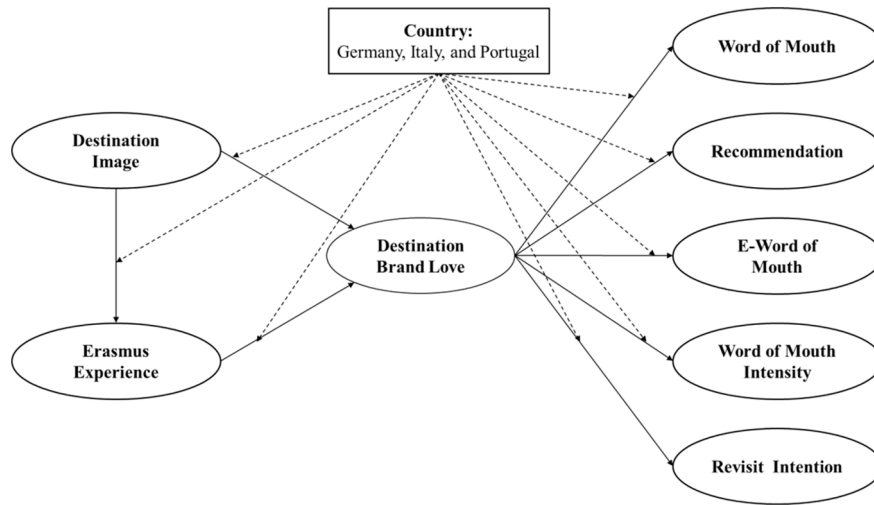 Country:
Germany, Italy, and Portugal
Word of Mouth
Destination
Image
Recommendation
Destination
Brand Love
E-Word of
Mouth
Erasmus
Experience
Word of Mouth
Intensity
Revisit Intention